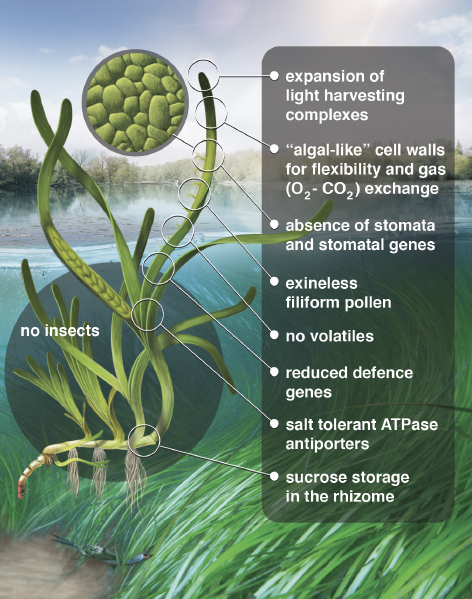 expansion of
light harvesting
complexes
“algal-like” cell walls
for flexibility and gas
(O₂- CO₂) exchange
absence of stomata
and stomatal genes
exineless
filiform pollen
no insects
no volatiles
reduced defence
genes
salt tolerant ATPase
antiporters
sucrose storage
in the rhizome